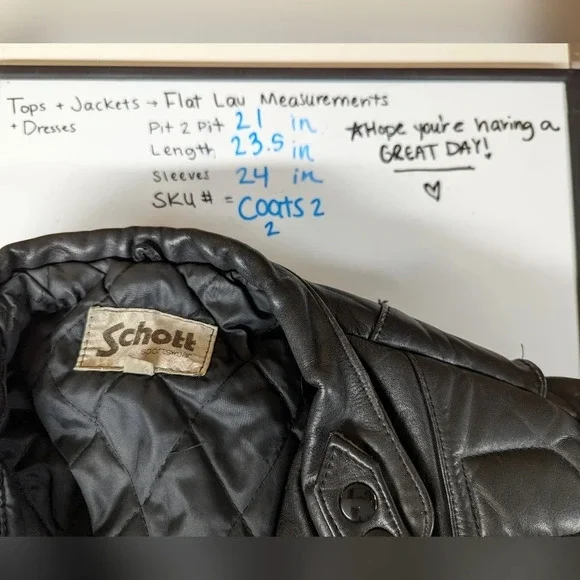 Tops + Jackets → Flat Lay Measurements
+ Dresses
Pit 2 Pit 21 in
Length 23.5 in
Sleeves 24 in
SKU # = Coats 2
2
★Hope you're having a
GREAT DAY!
♡
Schott
sportswear